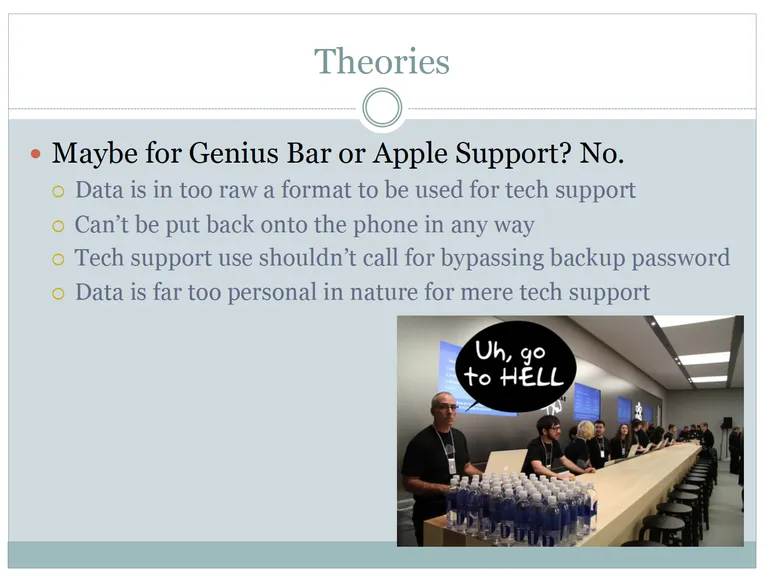 Theories
Maybe for Genius Bar or Apple Support? No.
Data is in too raw a format to be used for tech support
Can’t be put back onto the phone in any way
Tech support use shouldn’t call for bypassing backup password
Data is far too personal in nature for mere tech support
Uh, go
to HELL